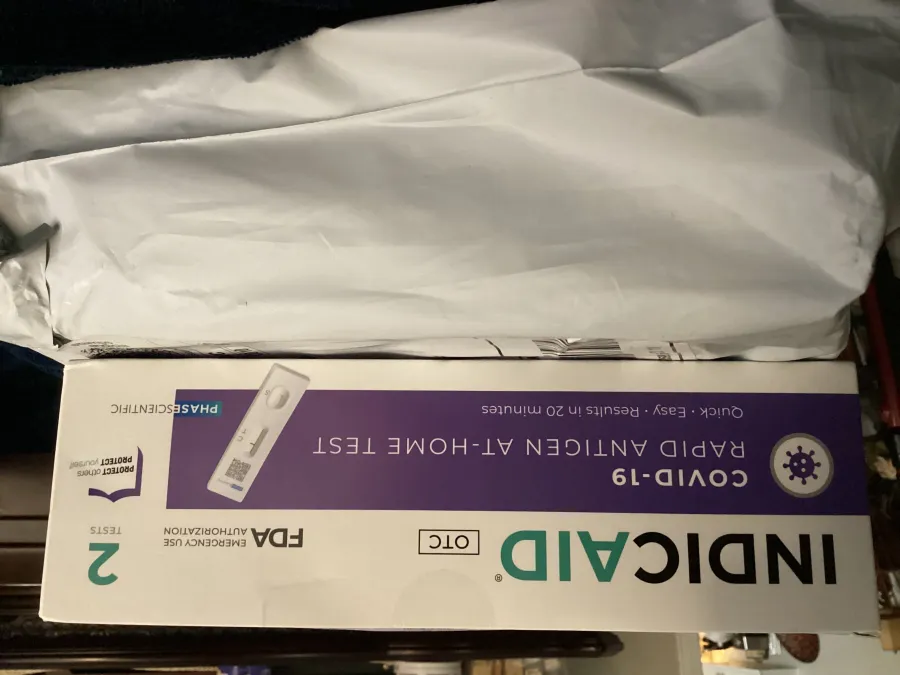 INDICAID®
OTC
FDA EMERGENCY USE
AUTHORIZATION
2
TESTS
COVID-19
RAPID ANTIGEN AT-HOME TEST
Quick · Easy · Results in 20 minutes
PROTECT yourself
PROTECT others
PHASESCIENTIFIC
C
T